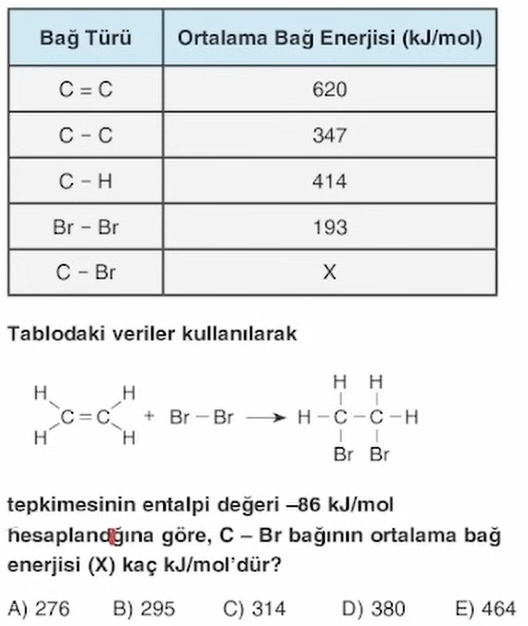 Bağ Türü Ortalama Bağ Enerjisi (kJ/mol)
C = C 620
C - C 347
C - H 414
Br - Br 193
C - Br X
Tablodaki veriler kullanılarak
H H H H
C=C + Br - Br → H - C - C - H
H H Br Br
tepkimesinin entalpi değeri –86 kJ/mol
hesaplandığına göre, C – Br bağının ortalama bağ
enerjisi (X) kaç kJ/mol'dür?
A) 276 B) 295 C) 314 D) 380 E) 464